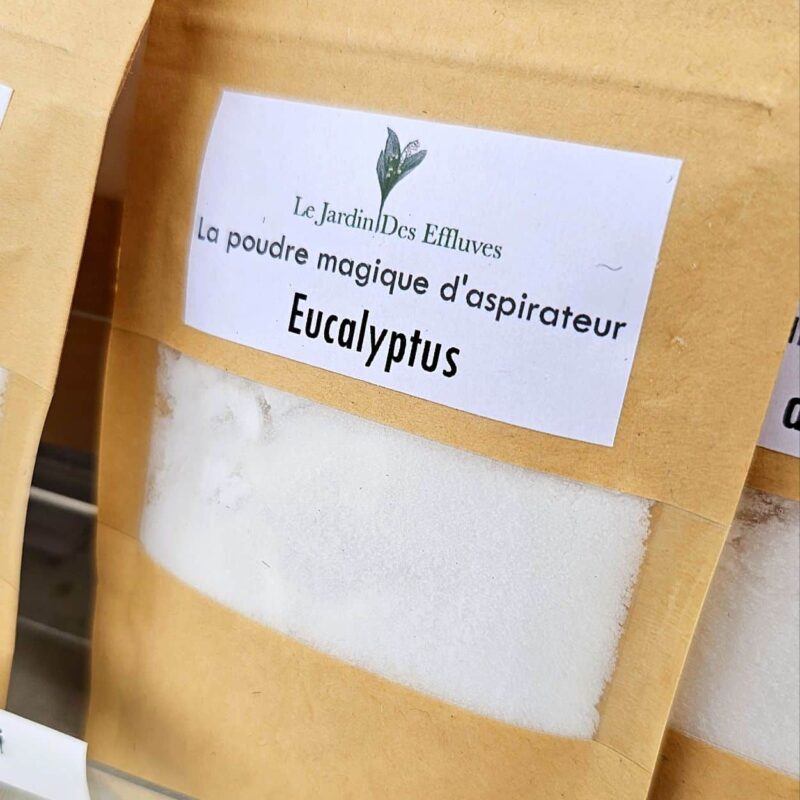 Le Jardin Des Effluves
La poudre magique d'aspirateur
Eucalyptus